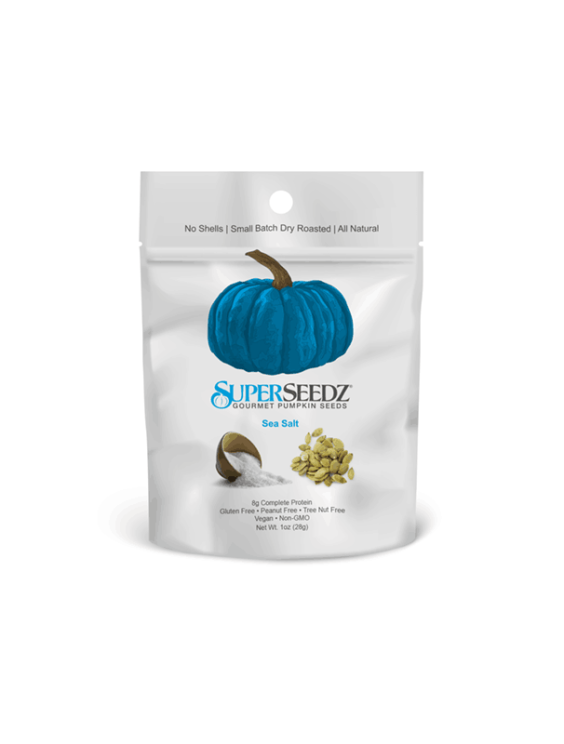 No Shells | Small Batch Dry Roasted | All Natural
SUPERSEEDZ®
GOURMET PUMPKIN SEEDS
Sea Salt
8g Complete Protein
Gluten Free • Peanut Free • Tree Nut Free
Vegan • Non-GMO
Net Wt. 1oz (28g)